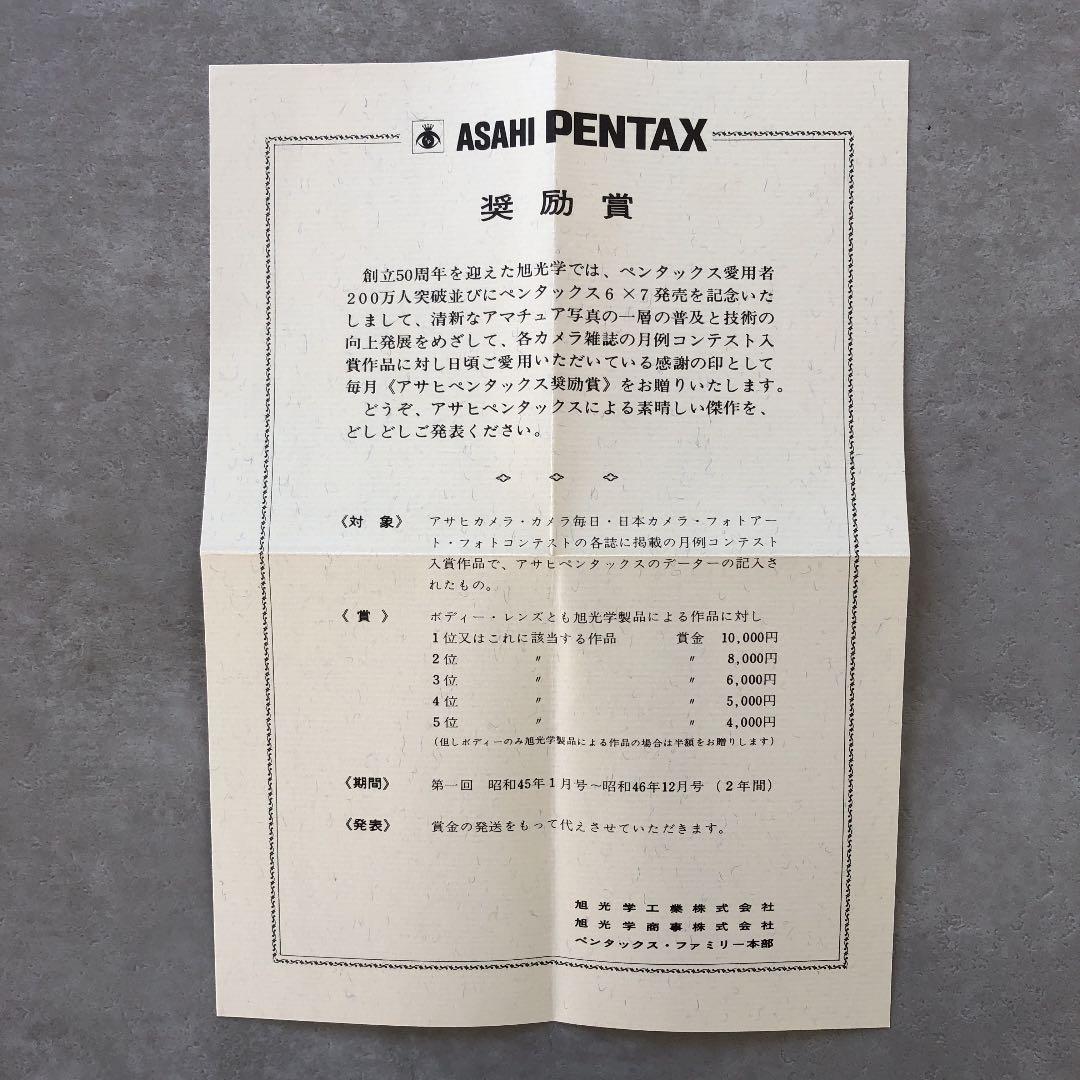 ASAHI PENTAX
奨励賞
創立50周年を迎えた旭光学では、ペンタックス愛用者
200万人突破並びにペンタックス6×7発売を記念いた
しまして、清新なアマチュア写真の一層の普及と技術の
向上発展をめざして、各カメラ雑誌の月例コンテスト入
賞作品に対し日頃ご愛用いただいている感謝の印として
毎月《アサヒペンタックス奨励賞》をお贈りいたします。
どうぞ、アサヒペンタックスによる素晴しい傑作を、
どしどしご発表ください。
《対 象》 アサヒカメラ・カメラ毎日・日本カメラ・フォトアー
ト・フォトコンテストの各誌に掲載の月例コンテスト
入賞作品で、アサヒペンタックスのデーターの記入さ
れたもの。
《賞》 ボディー・レンズとも旭光学製品による作品に対し
1位又はこれに該当する作品 賞金 10,000円
2位 〃 〃 8,000円
3位 〃 〃 6,000円
4位 〃 〃 5,000円
5位 〃 〃 4,000円
(但しボディーのみ旭光学製品による作品の場合は半額をお贈りします)
《期間》 第一回 昭和45年1月号~昭和46年12月号 (2年間)
《発表》 賞金の発送をもって代えさせていただきます。
旭光学工業株式会社
旭光学商事株式会社
ペンタックス・ファミリー本部